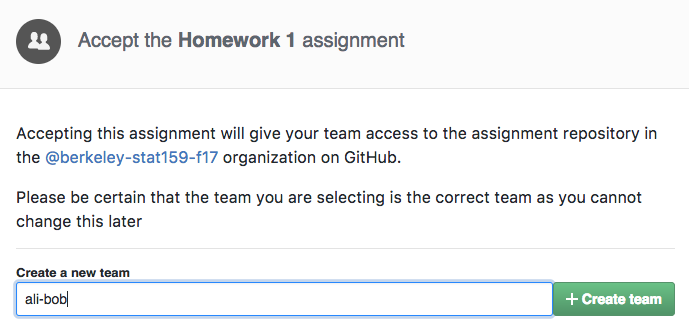 Accept the Homework 1 assignment
Accepting this assignment will give your team access to the assignment repository in
the @berkeley-stat159-f17 organization on GitHub.
Please be certain that the team you are selecting is the correct team as you cannot
change this later
Create a new team
ali-bob
+ Create team